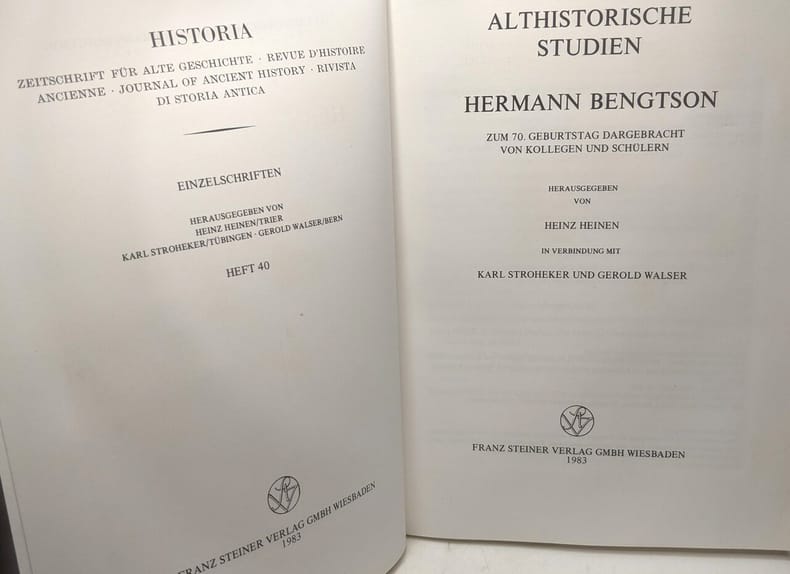 HISTORIA
ZEITSCHRIFT FÜR ALTE GESCHICHTE · REVUE D'HISTOIRE
ANCIENNE · JOURNAL OF ANCIENT HISTORY · RIVISTA
DI STORIA ANTICA
EINZELSCHRIFTEN
HERAUSGEGEBEN VON
HEINZ HEINEN/TRIER
KARL STROHEKER/TÜBINGEN · GEROLD WALSER/BERN
HEFT 40
FRANZ STEINER VERLAG GMBH WIESBADEN
1983
ALTHISTORISCHE
STUDIEN
HERMANN BENGTSON
ZUM 70. GEBURTSTAG DARGEBRACHT
VON KOLLEGEN UND SCHÜLERN
HERAUSGEGEBEN
VON
HEINZ HEINEN
IN VERBINDUNG MIT
KARL STROHEKER UND GEROLD WALSER
FRANZ STEINER VERLAG GMBH WIESBADEN
1983